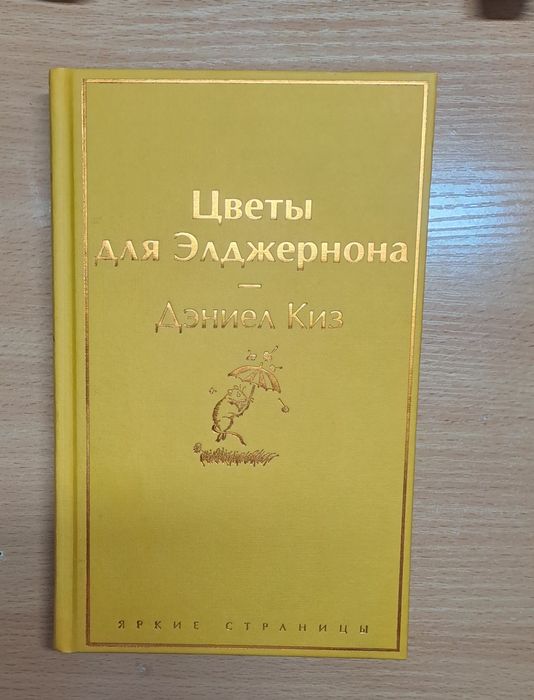 Цветы
для Элджернона
–
Дэниел Киз
ЯРКИЕ СТРАНИЦЫ